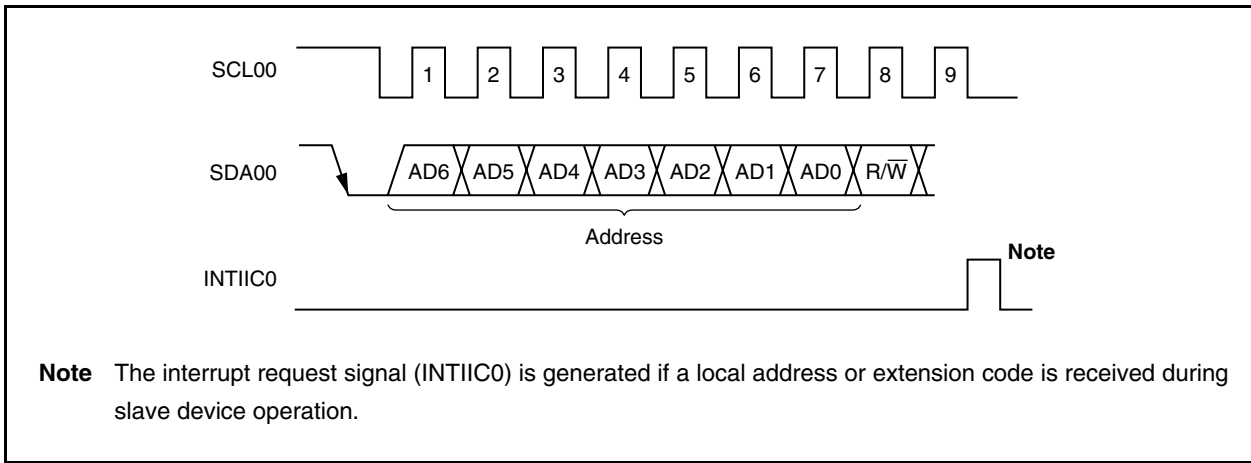 SCL00 1 2 3 4 5 6 7 8 9
SDA00 AD6 AD5 AD4 AD3 AD2 AD1 AD0 R/W̅
Address
Note
INTIIC0
Note The interrupt request signal (INTIIC0) is generated if a local address or extension code is received during
slave device operation.